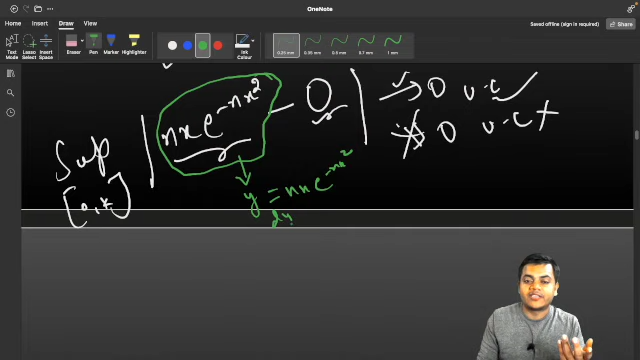 OneNote
Saved offline (sign in required)
Home Insert Draw View Share
Text Mode Lasso Select Insert Space Eraser Pen Marker Highlighter 0.25 mm 0.35 mm 0.5 mm 0.7 mm 1 mm Ink Colour
Sup | nxe^{-nx²} - 0 | → 0 u-c ✓
↛ 0 u-c ✗
y = nxe^{-nx²}
dy